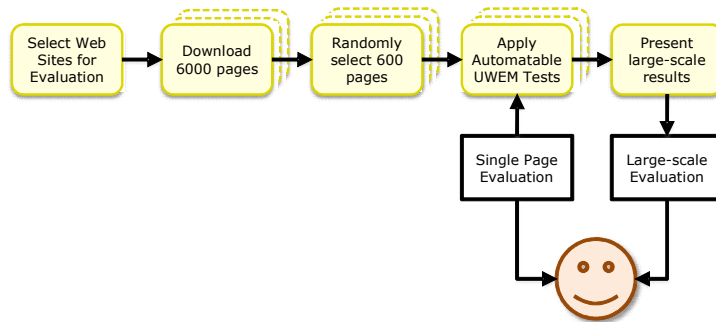 Select Web
Sites for
Evaluation
Download
6000 pages
Randomly
select 600
pages
Apply
Automatable
UWEM Tests
Present
large-scale
results
Single Page
Evaluation
Large-scale
Evaluation